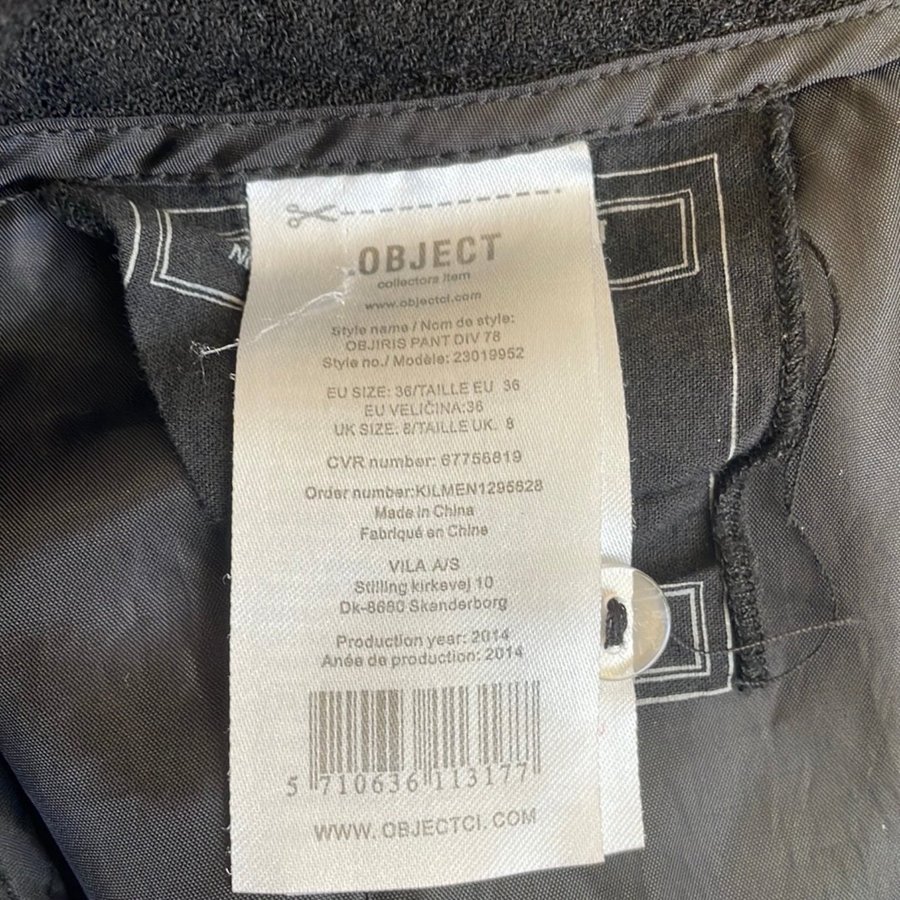 .OBJECT
collectors item
www.objectci.com
Style name / Nom de style:
OBJIRIS PANT DIV 78
Style no./ Modèle: 23019952
EU SIZE: 36/TAILLE EU 36
EU VELIČINA:36
UK SIZE: 8/TAILLE UK. 8
CVR number: 67756819
Order number:KILMEN1295628
Made in China
Fabriqué en Chine
VILA A/S
Stilling kirkevej 10
Dk-8660 Skanderborg
Production year: 2014
Anée de production: 2014
5 710636 113177
WWW. OBJECTCI. COM